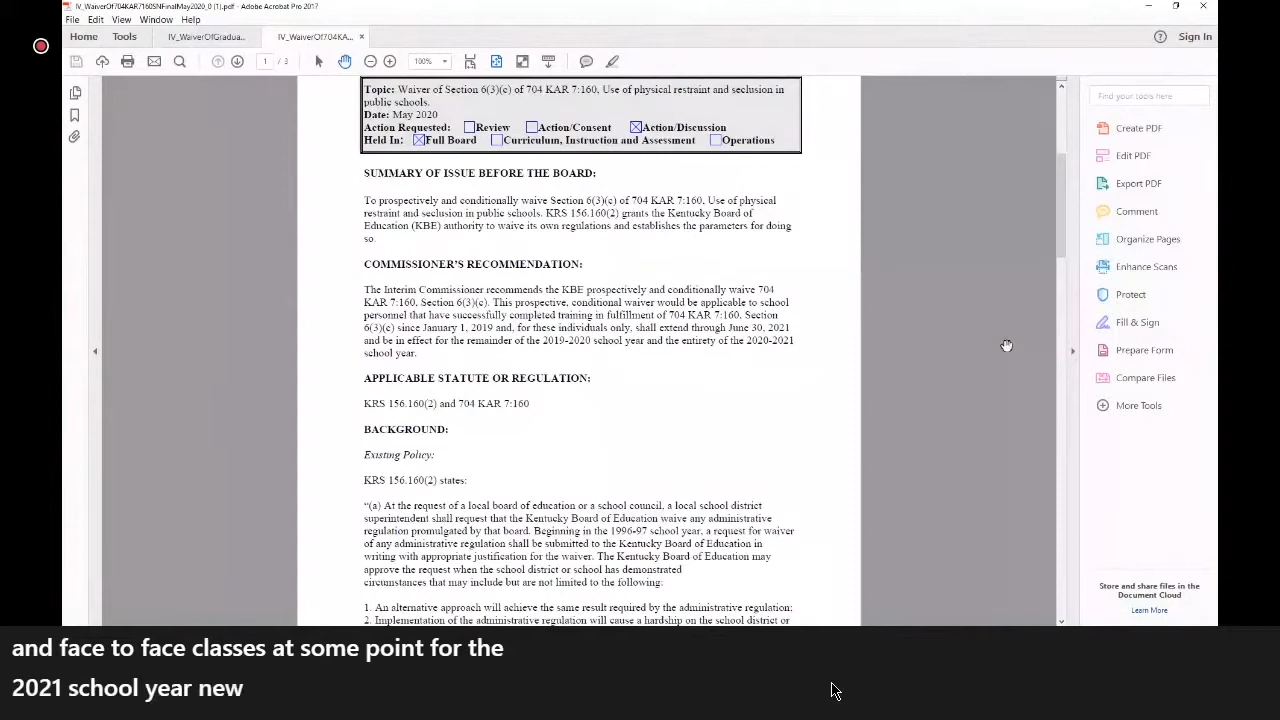 IV_WaiverOf704KAR7160SNFinalMay2020_0 (1).pdf - Adobe Acrobat Pro 2017
File Edit View Window Help
Home Tools IV_WaiverOfGradua... IV_WaiverOf704KA... × Sign In
1 / 3 100%
Topic: Waiver of Section 6(3)(c) of 704 KAR 7:160, Use of physical restraint and seclusion in
public schools.
Date: May 2020
Action Requested: Review Action/Consent Action/Discussion
Held In: Full Board Curriculum, Instruction and Assessment Operations
SUMMARY OF ISSUE BEFORE THE BOARD:
To prospectively and conditionally waive Section 6(3)(c) of 704 KAR 7:160, Use of physical
restraint and seclusion in public schools. KRS 156.160(2) grants the Kentucky Board of
Education (KBE) authority to waive its own regulations and establishes the parameters for doing
so.
COMMISSIONER'S RECOMMENDATION:
The Interim Commissioner recommends the KBE prospectively and conditionally waive 704
KAR 7:160, Section 6(3)(c). This prospective, conditional waiver would be applicable to school
personnel that have successfully completed training in fulfillment of 704 KAR 7:160, Section
6(3)(c) since January 1, 2019 and, for these individuals only, shall extend through June 30, 2021
and be in effect for the remainder of the 2019-2020 school year and the entirety of the 2020-2021
school year.
APPLICABLE STATUTE OR REGULATION:
KRS 156.160(2) and 704 KAR 7:160
BACKGROUND:
Existing Policy:
KRS 156.160(2) states:
“(a) At the request of a local board of education or a school council, a local school district
superintendent shall request that the Kentucky Board of Education waive any administrative
regulation promulgated by that board. Beginning in the 1996-97 school year, a request for waiver
of any administrative regulation shall be submitted to the Kentucky Board of Education in
writing with appropriate justification for the waiver. The Kentucky Board of Education may
approve the request when the school district or school has demonstrated
circumstances that may include but are not limited to the following:
1. An alternative approach will achieve the same result required by the administrative regulation;
2. Implementation of the administrative regulation will cause a hardship on the school district or
Find your tools here
Create PDF
Edit PDF
Export PDF
Comment
Organize Pages
Enhance Scans
Protect
Fill & Sign
Prepare Form
Compare Files
More Tools
Store and share files in the
Document Cloud
Learn More
and face to face classes at some point for the
2021 school year new